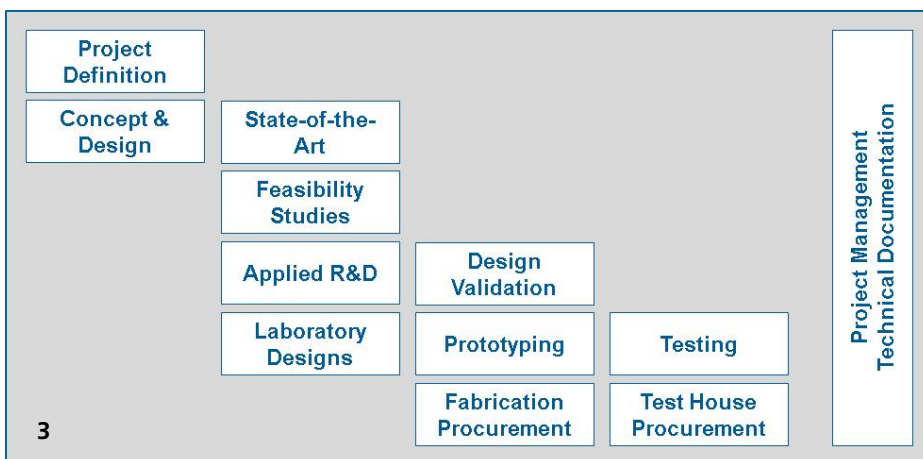 Project
Definition
Concept &
Design
State-of-the-
Art
Feasibility
Studies
Applied R&D
Laboratory
Designs
Design
Validation
Prototyping
Fabrication
Procurement
Testing
Test House
Procurement
Project Management
Technical Documentation
3